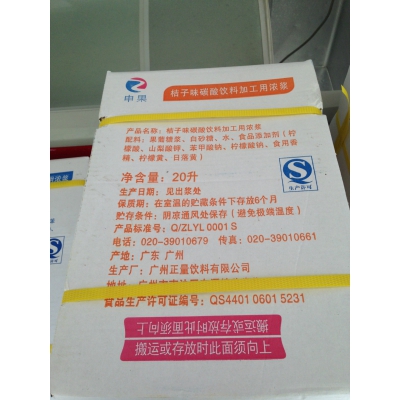 申果
桔子味碳酸饮料加工用浓浆
产品名称:桔子味碳酸饮料加工用浓浆
配料:果葡糖浆、白砂糖、水、食品添加剂(柠
檬酸、山梨酸钾、苯甲酸钠、柠檬酸钠、食用香
精、柠檬黄、日落黄)
净含量:20升
生产日期:见出浆处
保质期:在室温的贮藏条件下存放6个月
贮存条件:阴凉通风处保存(避免极端温度)
产品标准号:Q/ZLYL 0001 S
电话:020-39010679 传真:020-39010661
产地:广东 广州
生产厂:广州正量饮料有限公司
食品生产许可证编号:QS4401 0601 5231
生产许可
搬运或存放时此面须向上
搬运或存放时此面须向上